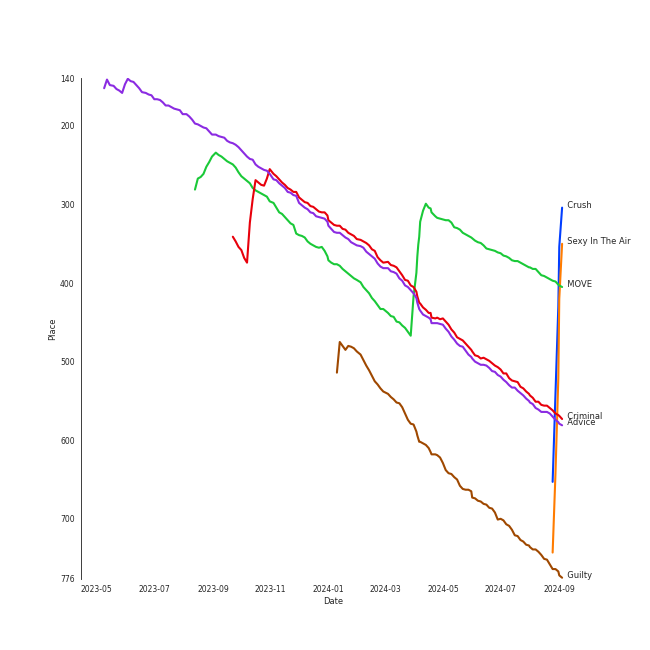 140
200
300
400
500
600
700
776
Place
2023-05
2023-07
2023-09
2023-11
2024-01
2024-03
2024-05
2024-07
2024-09
Date
Crush
Sexy In The Air
MOVE
Criminal
Advice
Guilty